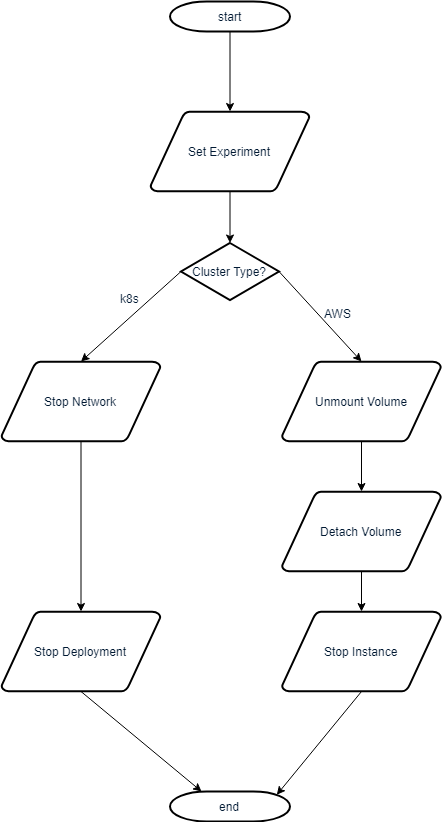 start
Set Experiment
Cluster Type?
k8s
AWS
Stop Network
Unmount Volume
Detach Volume
Stop Deployment
Stop Instance
end